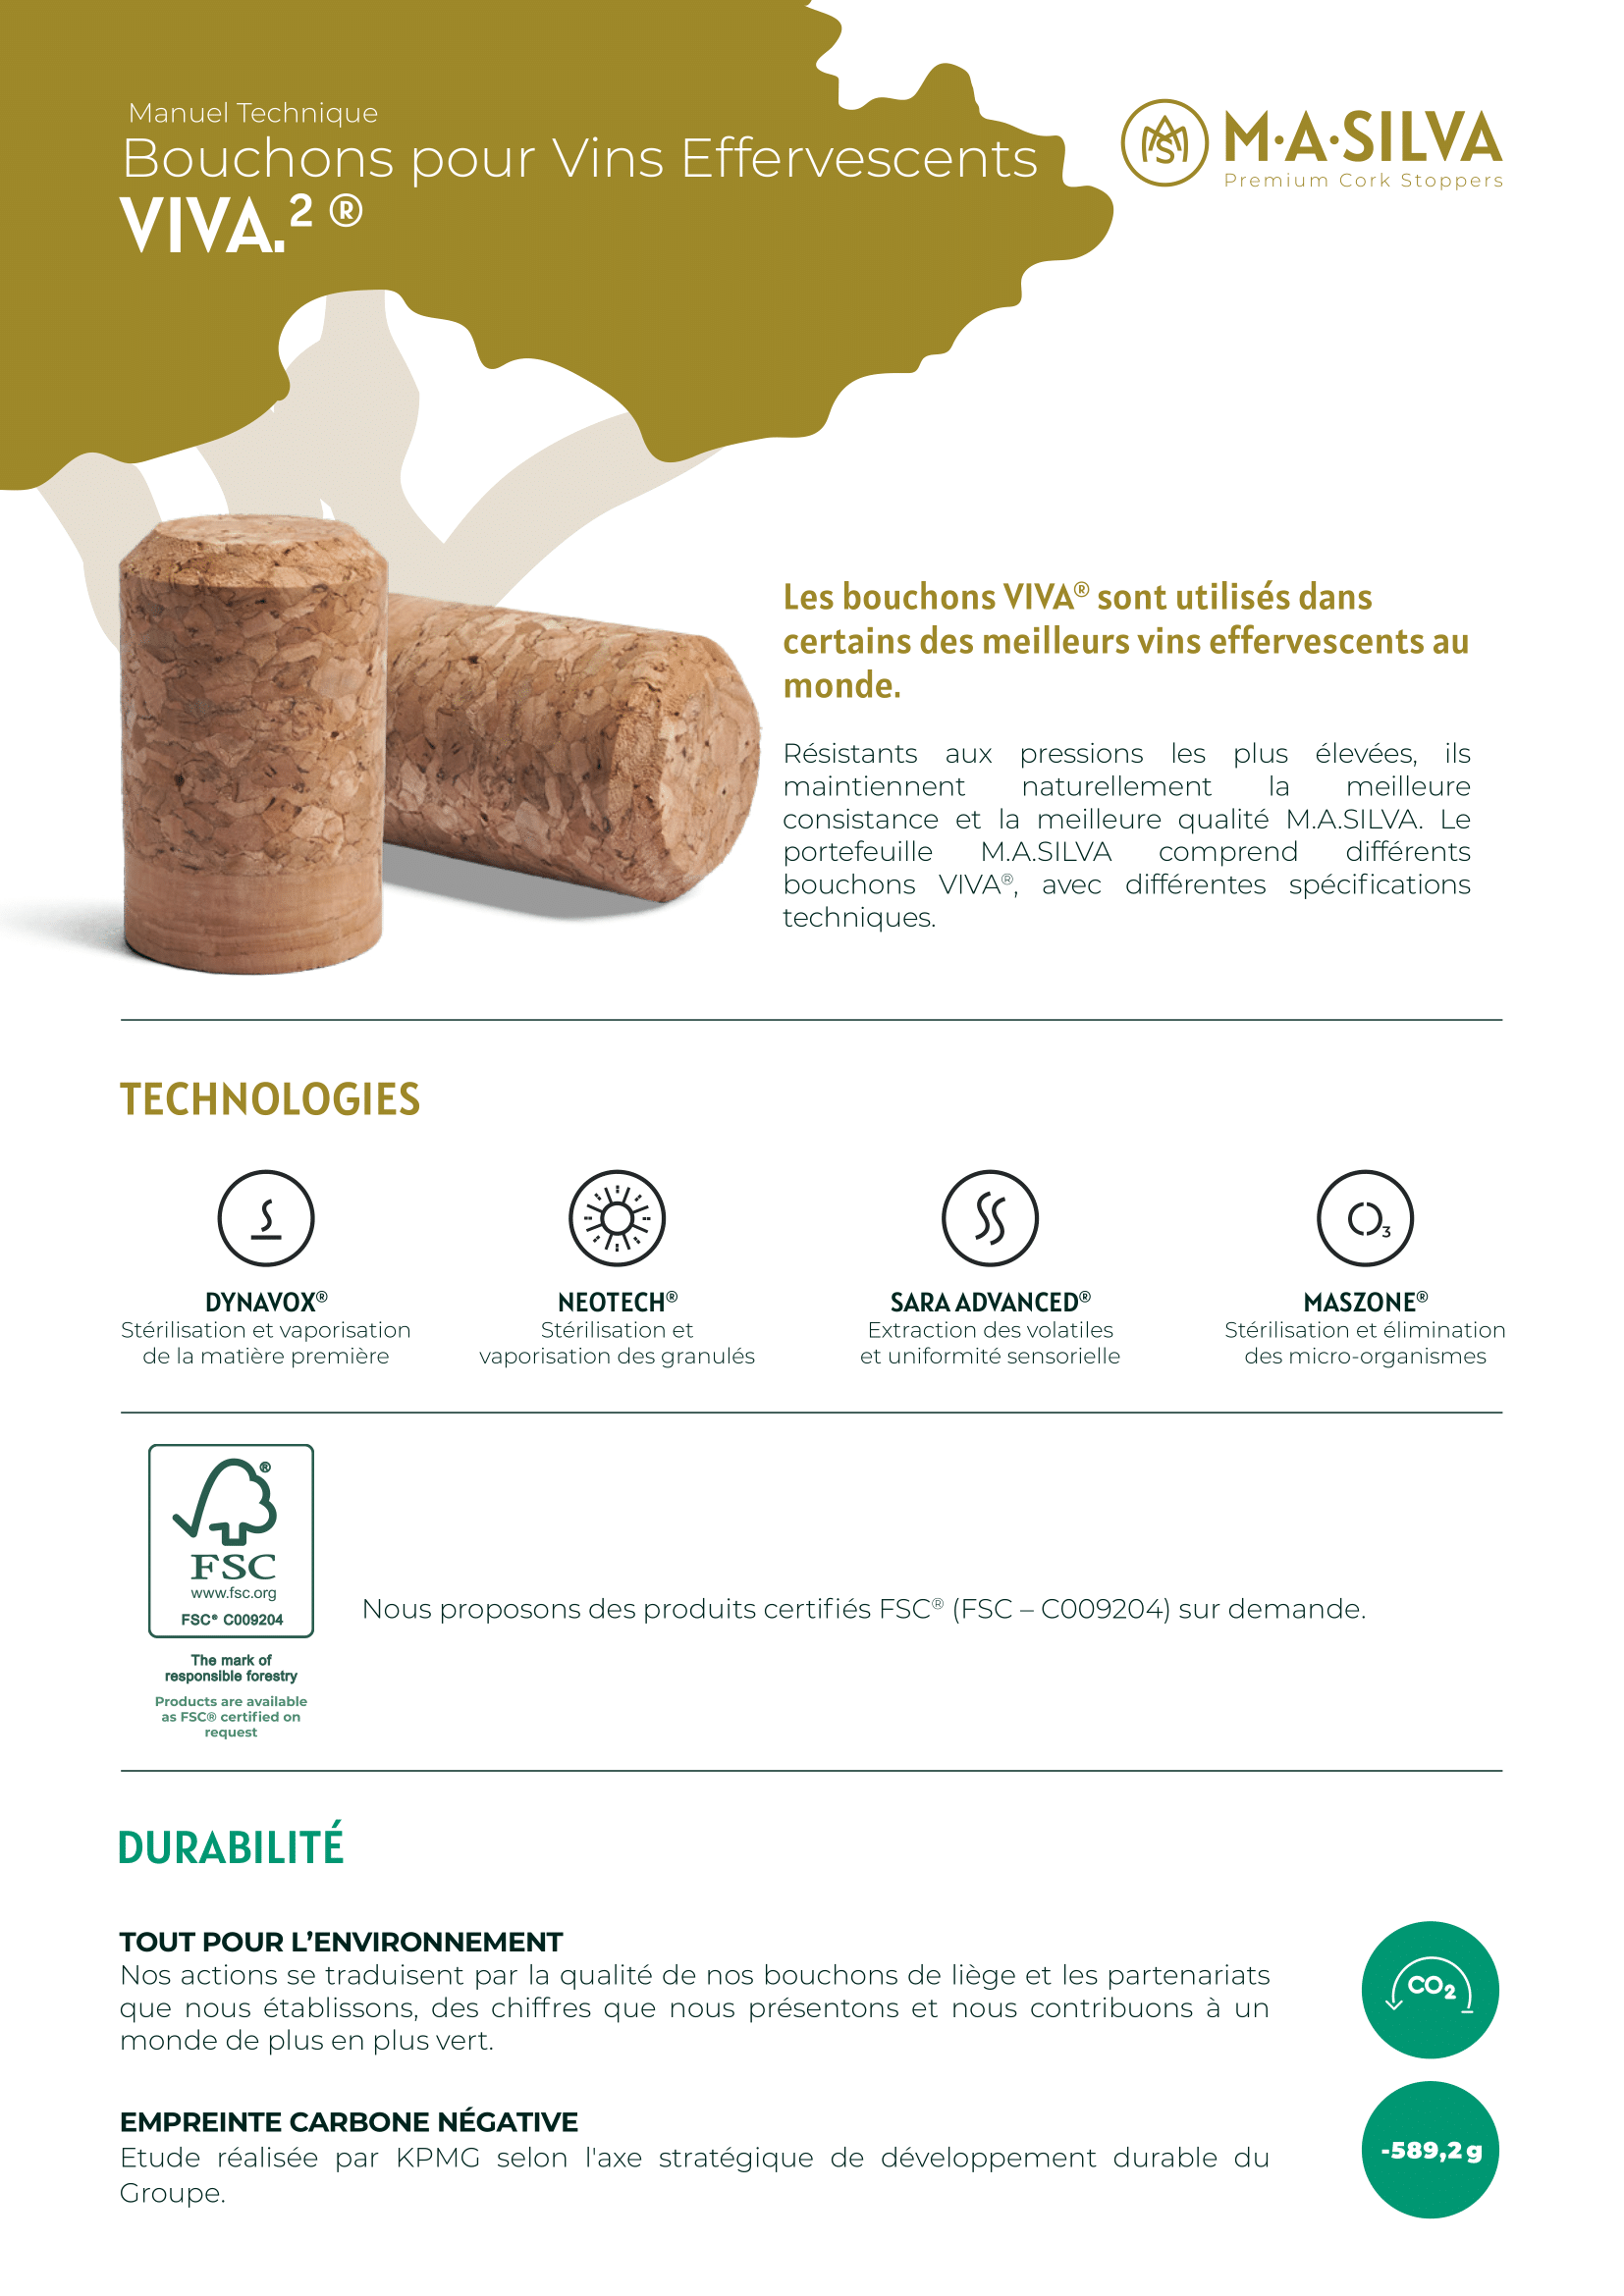 Manuel Technique
Bouchons pour Vins Effervescents
VIVA.² ®
M·A·SILVA
Premium Cork Stoppers
Les bouchons VIVA® sont utilisés dans
certains des meilleurs vins effervescents au
monde.
Résistants aux pressions les plus élevées, ils
maintiennent naturellement la meilleure
consistance et la meilleure qualité M.A.SILVA. Le
portefeuille M.A.SILVA comprend différents
bouchons VIVA®, avec différentes spécifications
techniques.
TECHNOLOGIES
O₃
DYNAVOX®
Stérilisation et vaporisation
de la matière première
NEOTECH®
Stérilisation et
vaporisation des granulés
SARA ADVANCED®
Extraction des volatiles
et uniformité sensorielle
MASZONE®
Stérilisation et élimination
des micro-organismes
®
FSC
www.fsc.org
FSC® C009204
The mark of
responsible forestry
Products are available
as FSC® certified on
request
Nous proposons des produits certifiés FSC® (FSC – C009204) sur demande.
DURABILITÉ
TOUT POUR L’ENVIRONNEMENT
Nos actions se traduisent par la qualité de nos bouchons de liège et les partenariats
que nous établissons, des chiffres que nous présentons et nous contribuons à un
monde de plus en plus vert.
CO₂
EMPREINTE CARBONE NÉGATIVE
Etude réalisée par KPMG selon l'axe stratégique de développement durable du
Groupe.
-589,2 g